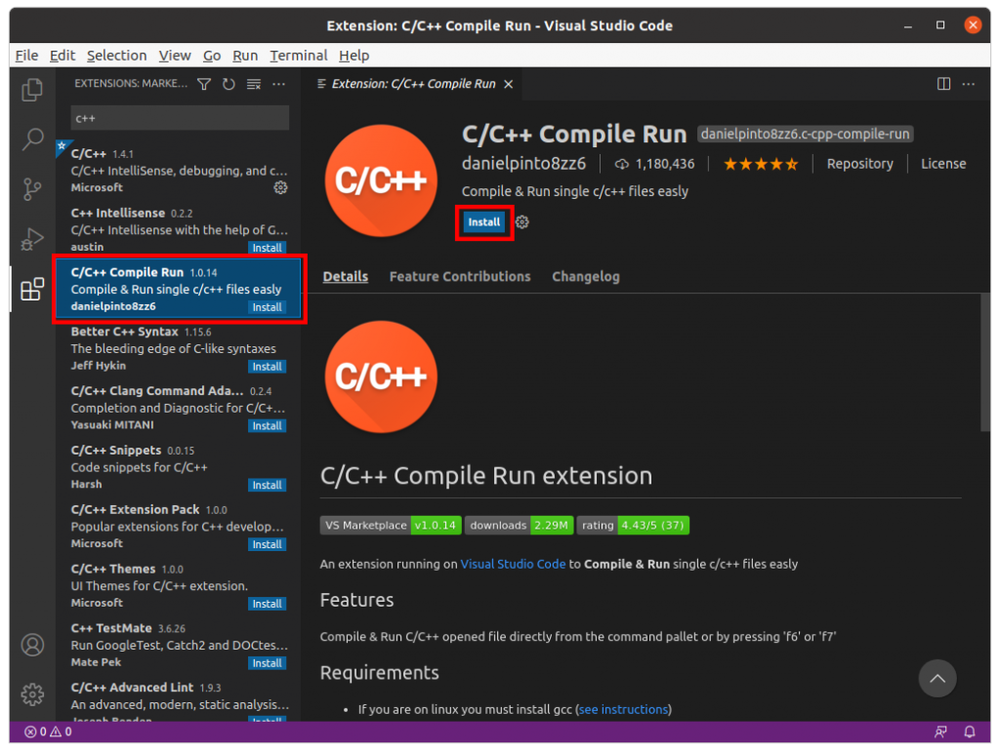 Extension: C/C++ Compile Run - Visual Studio Code
File Edit Selection View Go Run Terminal Help
EXTENSIONS: MARKE...
c++
C/C++ 1.4.1
C/C++ IntelliSense, debugging, and c...
Microsoft
C++ Intellisense 0.2.2
C/C++ Intellisense with the help of G...
austin Install
C/C++ Compile Run 1.0.14
Compile & Run single c/c++ files easly
danielpinto8zz6 Install
Better C++ Syntax 1.15.6
The bleeding edge of C-like syntaxes
Jeff Hykin Install
C/C++ Clang Command Ada... 0.2.4
Completion and Diagnostic for C/C+...
Yasuaki MITANI Install
C/C++ Snippets 0.0.15
Code snippets for C/C++
Harsh Install
C/C++ Extension Pack 1.0.0
Popular extensions for C++ develop...
Microsoft Install
C/C++ Themes 1.0.0
UI Themes for C/C++ extension.
Microsoft Install
C++ TestMate 3.6.26
Run GoogleTest, Catch2 and DOCtes...
Mate Pek Install
C/C++ Advanced Lint 1.9.3
An advanced, modern, static analysis...
Joseph Benden Install
Extension: C/C++ Compile Run
C/C++
C/C++ Compile Run danielpinto8zz6.c-cpp-compile-run
danielpinto8zz6 1,180,436 Repository License
Compile & Run single c/c++ files easly
Install
Details Feature Contributions Changelog
C/C++
C/C++ Compile Run extension
VS Marketplace v1.0.14 downloads 2.29M rating 4.43/5 (37)
An extension running on Visual Studio Code to Compile & Run single c/c++ files easly
Features
Compile & Run C/C++ opened file directly from the command pallet or by pressing 'f6' or 'f7'
Requirements
• If you are on linux you must install gcc (see instructions)
0 0